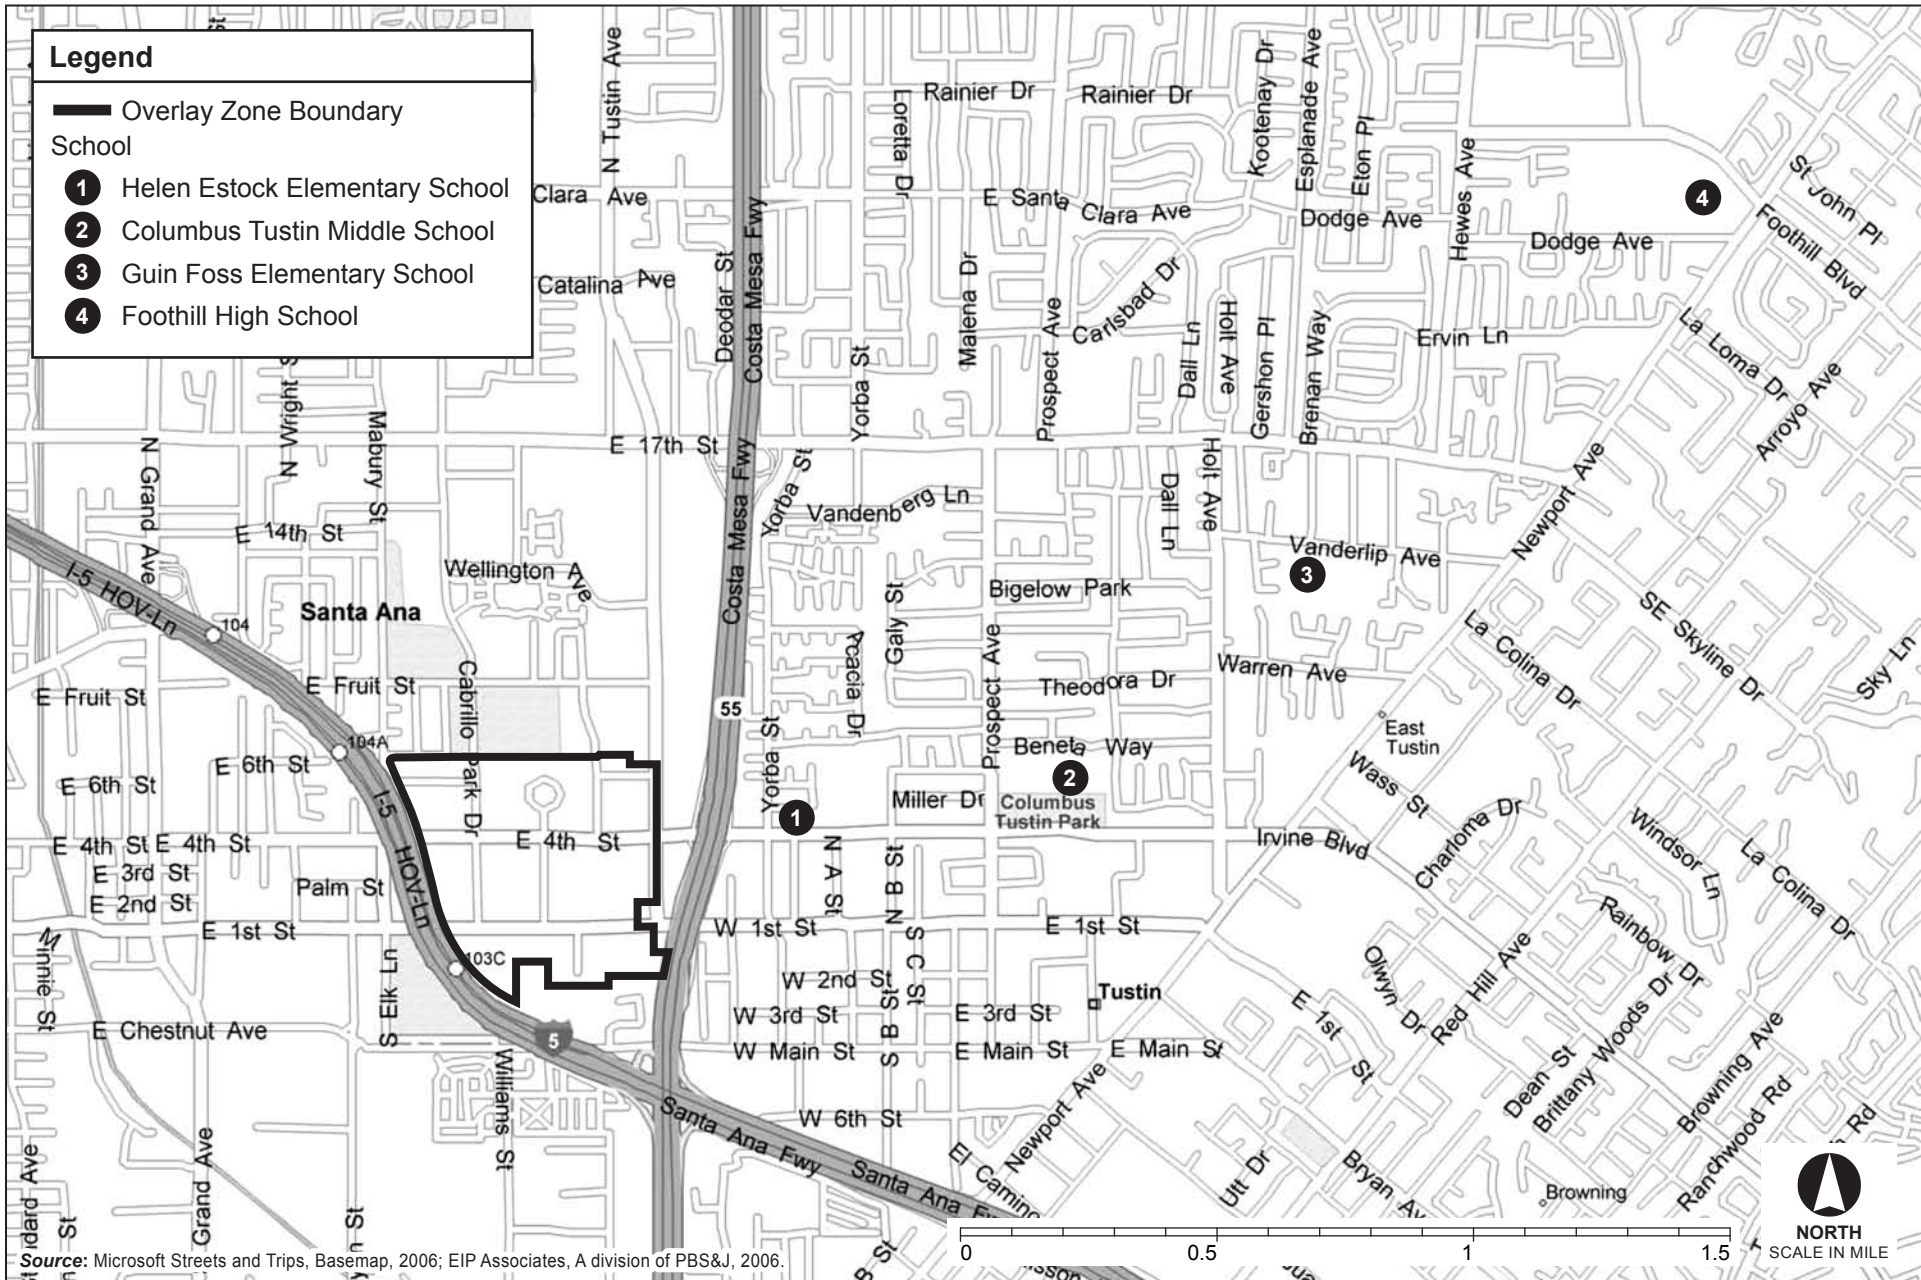 Legend
Overlay Zone Boundary
School
1 Helen Estock Elementary School
2 Columbus Tustin Middle School
3 Guin Foss Elementary School
4 Foothill High School
N Tustin Ave
Rainier Dr
Rainier Dr
Loretta Dr
Kootenay Dr
Esplanade Ave
Eton Pl
Hewes Ave
St John Pl
Foothill Blvd
4
Clara Ave
E Santa Clara Ave
Dodge Ave
Dodge Ave
Catalina Ave
Deodar St
Costa Mesa Fwy
Malena Dr
Prospect Ave
Carlsbad Dr
Dall Ln
Holt Ave
Gershon Pl
Brenan Way
Ervin Ln
La Loma Dr
Arroyo Ave
N Wright St
Mabury St
Yorba St
N Grand Ave
E 17th St
Costa Mesa Fwy
Yorba St
Vandenberg Ln
Dall Ln
Holt Ave
Newport Ave
E 14th St
Wellington Ave
Vanderlip Ave
3
I-5 HOV-Ln
104
Santa Ana
Galy St
Bigelow Park
SE Skyline Dr
La Colina Dr
Sky Ln
Acacia Dr
Prospect Ave
Warren Ave
Theodora Dr
E Fruit St
E Fruit St
Cabrillo Park Dr
55
East
Tustin
104A
Yorba St
Beneta Way
2
Wass St
E 6th St
E 6th St
I-5 HOV-Ln
Miller Dr
Columbus
Tustin Park
1
Charloma Dr
Windsor Ln
La Colina Dr
E 4th St
E 4th St
E 4th St
Irvine Blvd
E 3rd St
Palm St
N A St
N B St
E 2nd St
E 1st St
W 1st St
E 1st St
Rainbow Dr
Minnie St
S Elk Ln
103C
S C St
W 2nd St
Tustin
Olwyn Dr
Red Hill Ave
E Chestnut Ave
5
S B St
W 3rd St
E 3rd St
E 1st St
Brittany Woods Dr
W Main St
E Main St
E Main St
Dean St
Browning Ave
Williams St
Santa Ana Fwy
W 6th St
Newport Ave
Ranchwood Rd
Rd
Grand Ave
Santa Ana
El Camino
Utt Dr
Bryan Av
Browning
St
B St
NORTH
SCALE IN MILE
0 0.5 1 1.5
Source: Microsoft Streets and Trips, Basemap, 2006; EIP Associates, A division of PBS&J, 2006.